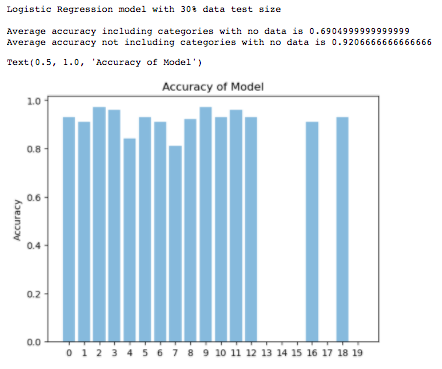 Logistic Regression model with 30% data test size
Average accuracy including categories with no data is 0.6904999999999999
Average accuracy not including categories with no data is 0.9206666666666666
Text(0.5, 1.0, 'Accuracy of Model')
Accuracy of Model
1.0
0.8
0.6
0.4
0.2
0.0
Accuracy
0 1 2 3 4 5 6 7 8 9 10 11 12 13 14 15 16 17 18 19